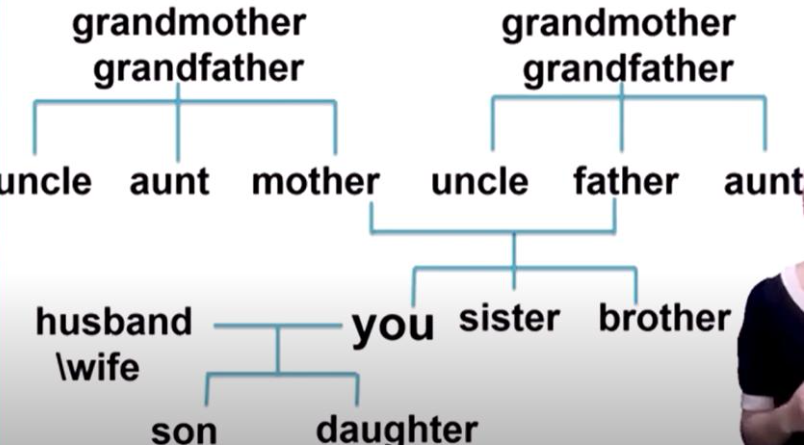 grandmother grandmother
grandfather grandfather
uncle aunt mother uncle father aunt
husband you sister brother
\wife
son daughter